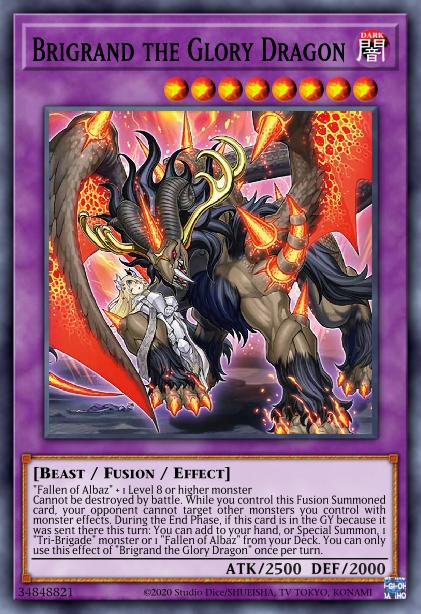 BRIGRAND THE GLORY DRAGON
DARK
闇
[BEAST / FUSION / EFFECT]
"Fallen of Albaz" + 1 Level 8 or higher monster
Cannot be destroyed by battle. While you control this Fusion Summoned
card, your opponent cannot target other monsters you control with
monster effects. During the End Phase, if this card is in the GY because it
was sent there this turn: You can add to your hand, or Special Summon, 1
"Tri-Brigade" monster or 1 "Fallen of Albaz" from your Deck. You can only
use this effect of "Brigrand the Glory Dragon" once per turn.
ATK/2500 DEF/2000
34848821 ©2020 Studio Dice/SHUEISHA, TV TOKYO, KONAMI